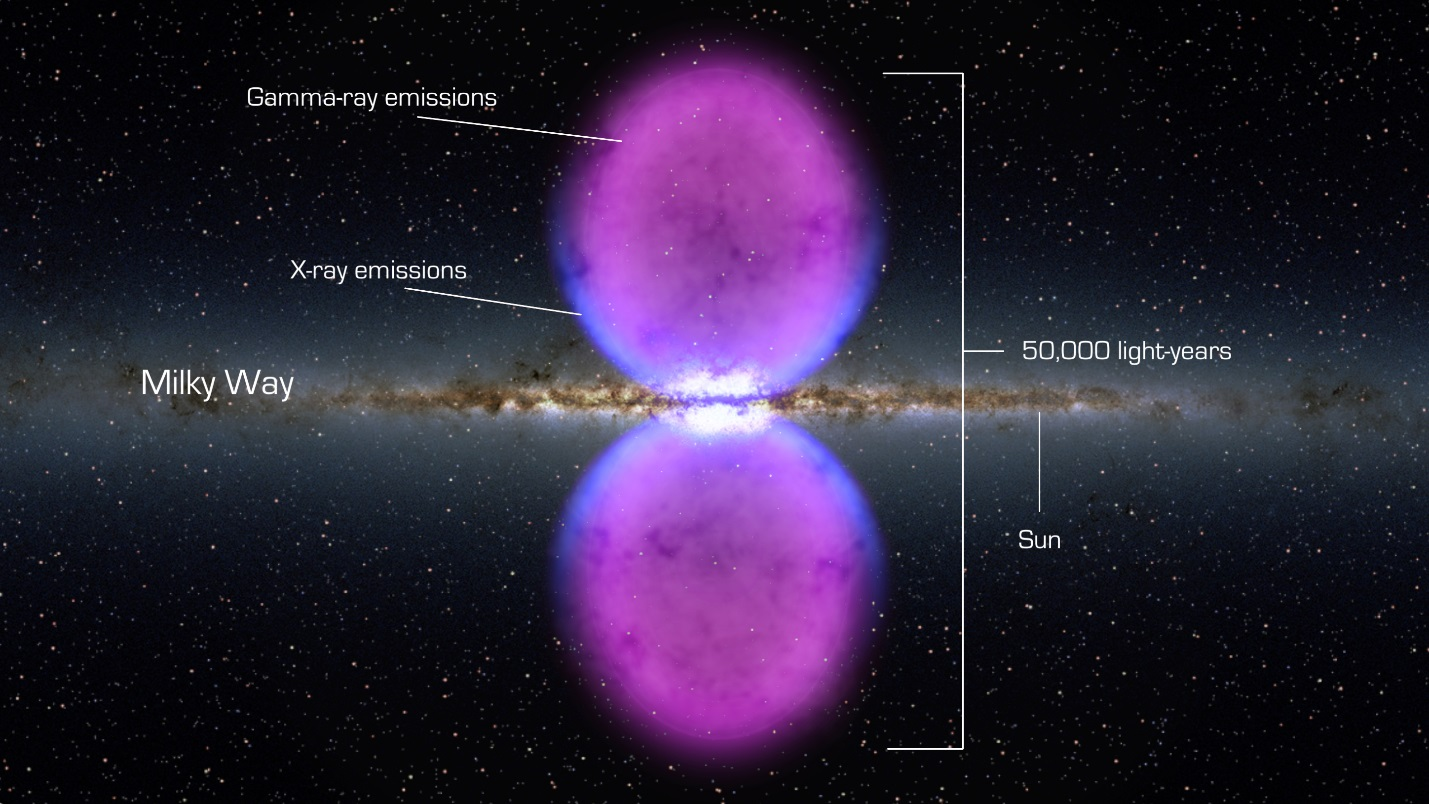 Gamma-ray emissions
X-ray emissions
50,000 light-years
Milky Way
Sun